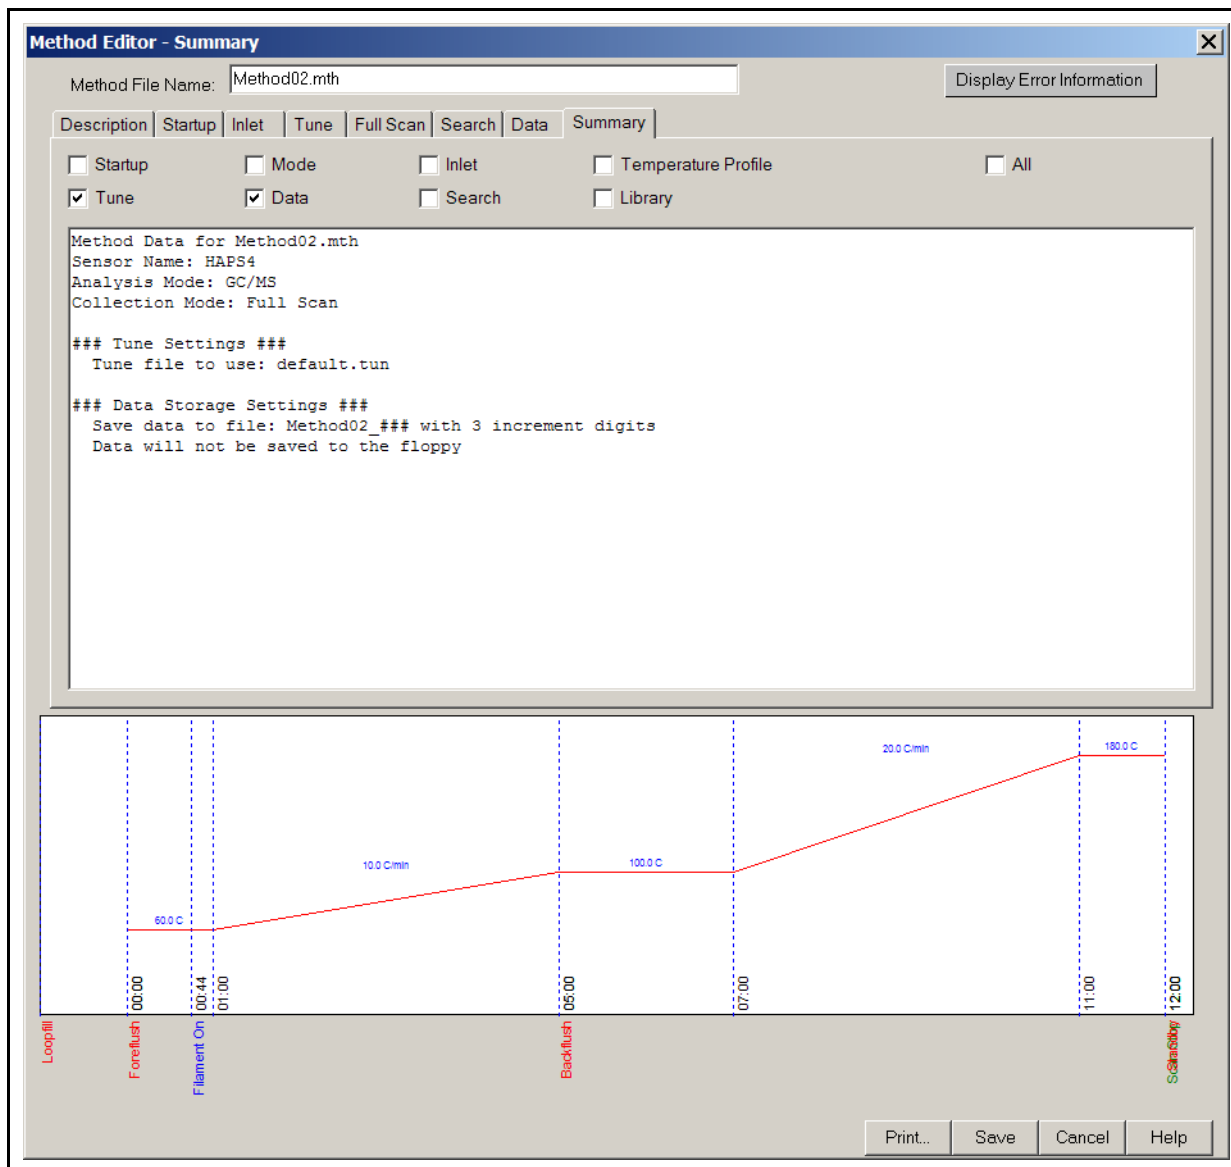 Method Editor - Summary
Method File Name: Method02.mth
Display Error Information
Description Startup Inlet Tune Full Scan Search Data Summary
Startup Mode Inlet Temperature Profile All
Tune Data Search Library
Method Data for Method02.mth
Sensor Name: HAPS4
Analysis Mode: GC/MS
Collection Mode: Full Scan
### Tune Settings ###
Tune file to use: default.tun
### Data Storage Settings ###
Save data to file: Method02_### with 3 increment digits
Data will not be saved to the floppy
20.0 C/min
180.0 C
10.0 C/min
100.0 C
60.0 C
00:00
00:44
01:00
05:00
07:00
11:00
12:00
Loopfill
Foreflush
Filament On
Backflush
Print... Save Cancel Help